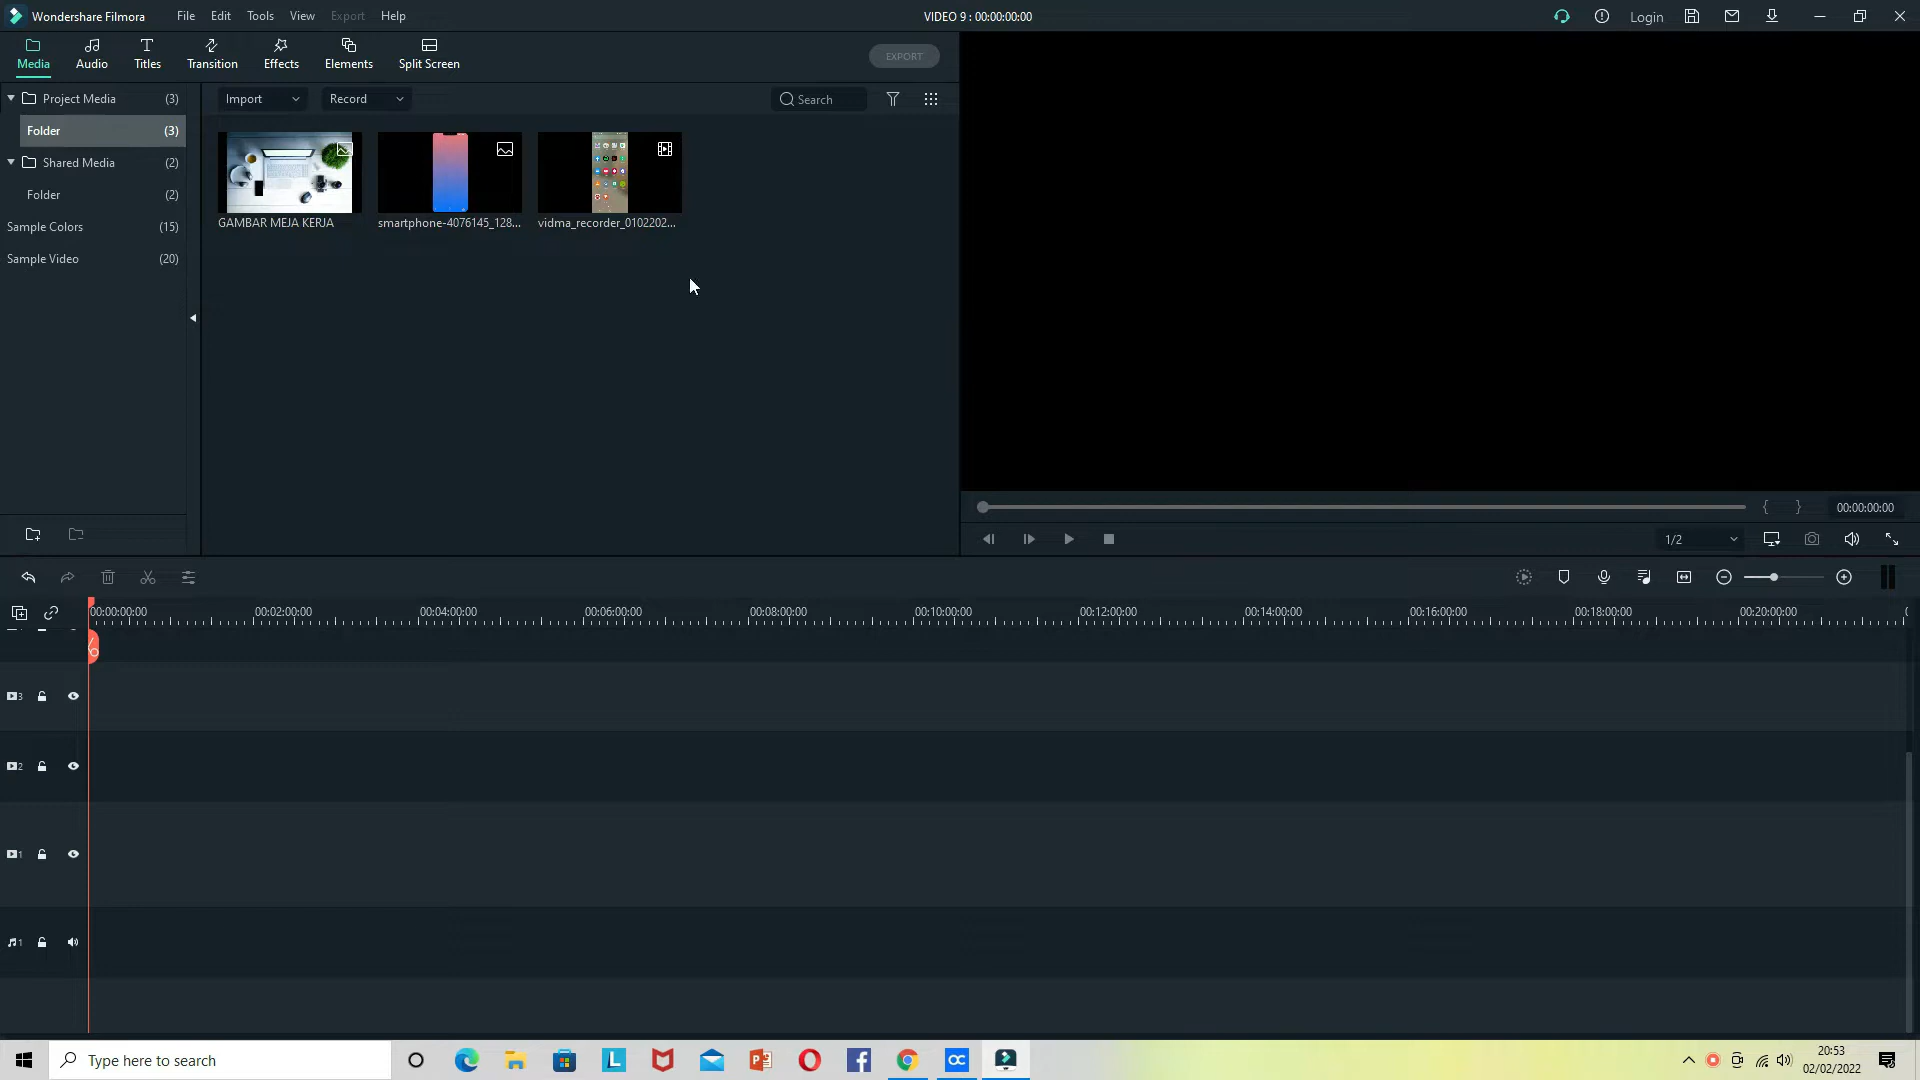 Wondershare Filmora File Edit Tools View Export Help
VIDEO 9 : 00:00:00:00
Login
Media Audio Titles Transition Effects Elements Split Screen
EXPORT
Project Media (3)
Folder (3)
Shared Media (2)
Folder (2)
Sample Colors (15)
Sample Video (20)
Import Record Search
GAMBAR MEJA KERJA
smartphone-4076145_128...
vidma_recorder_0102202...
{ } 00:00:00:00
1/2
00:00:00:00 00:02:00:00 00:04:00:00 00:06:00:00 00:08:00:00 00:10:00:00 00:12:00:00 00:14:00:00 00:16:00:00 00:18:00:00 00:20:00:00
3
2
1
1
Type here to search
20:53
02/02/2022